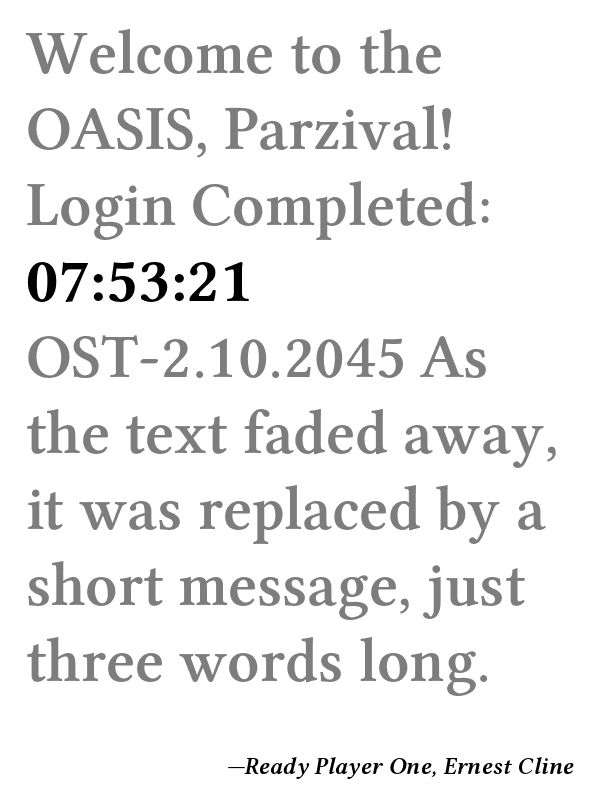 Welcome to the
OASIS, Parzival!
Login Completed:
07:53:21
OST-2.10.2045 As
the text faded away,
it was replaced by a
short message, just
three words long.
—Ready Player One, Ernest Cline